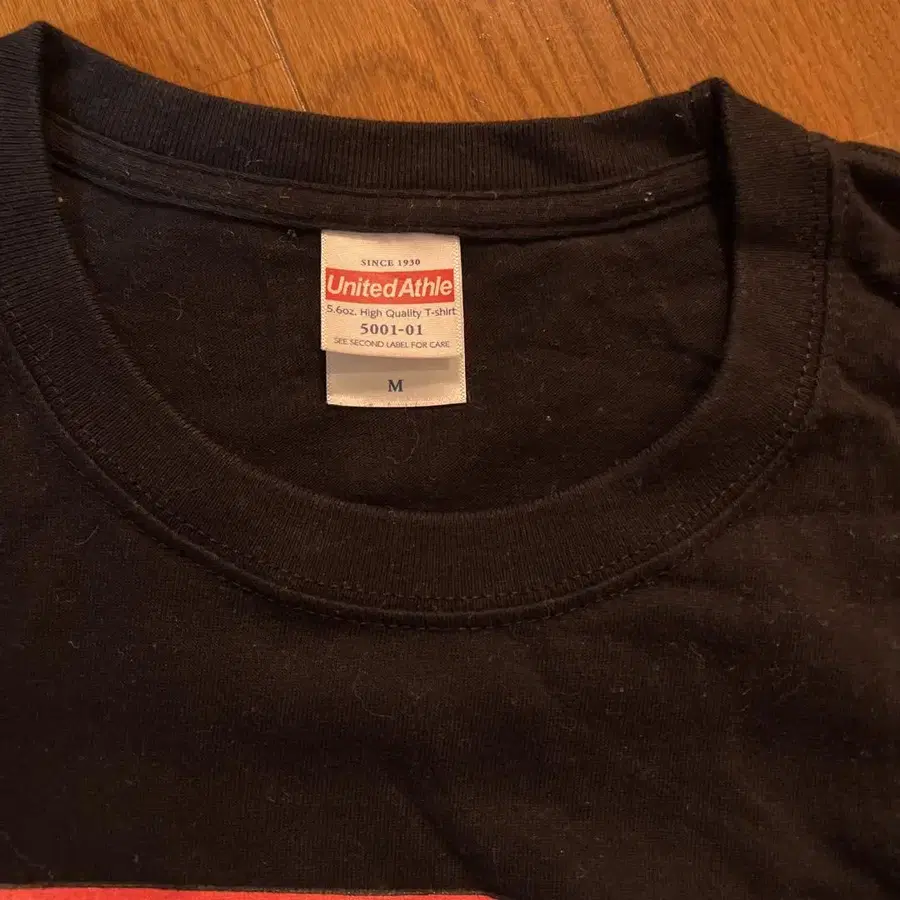 SINCE 1930
United Athle
5.6oz. High Quality T-shirt
5001-01
SEE SECOND LABEL FOR CARE
M